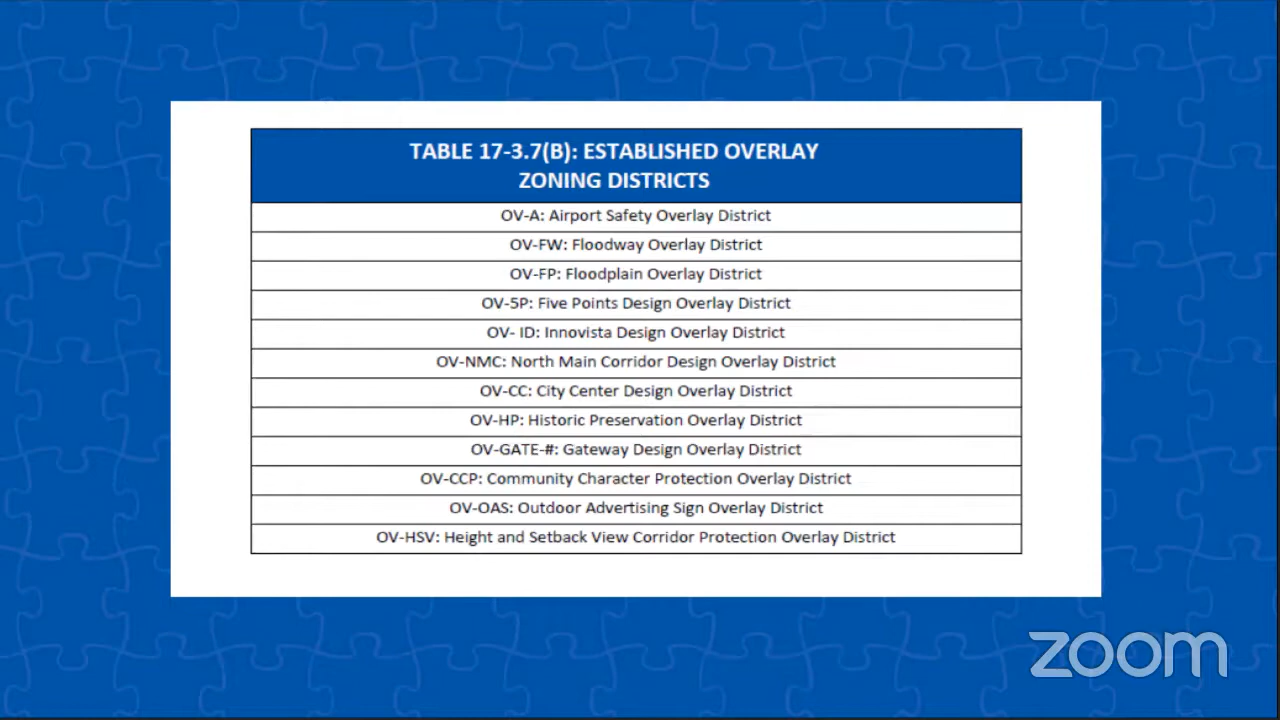 TABLE 17-3.7(B): ESTABLISHED OVERLAY
ZONING DISTRICTS
OV-A: Airport Safety Overlay District
OV-FW: Floodway Overlay District
OV-FP: Floodplain Overlay District
OV-5P: Five Points Design Overlay District
OV- ID: Innovista Design Overlay District
OV-NMC: North Main Corridor Design Overlay District
OV-CC: City Center Design Overlay District
OV-HP: Historic Preservation Overlay District
OV-GATE-#: Gateway Design Overlay District
OV-CCP: Community Character Protection Overlay District
OV-OAS: Outdoor Advertising Sign Overlay District
OV-HSV: Height and Setback View Corridor Protection Overlay District
zoom